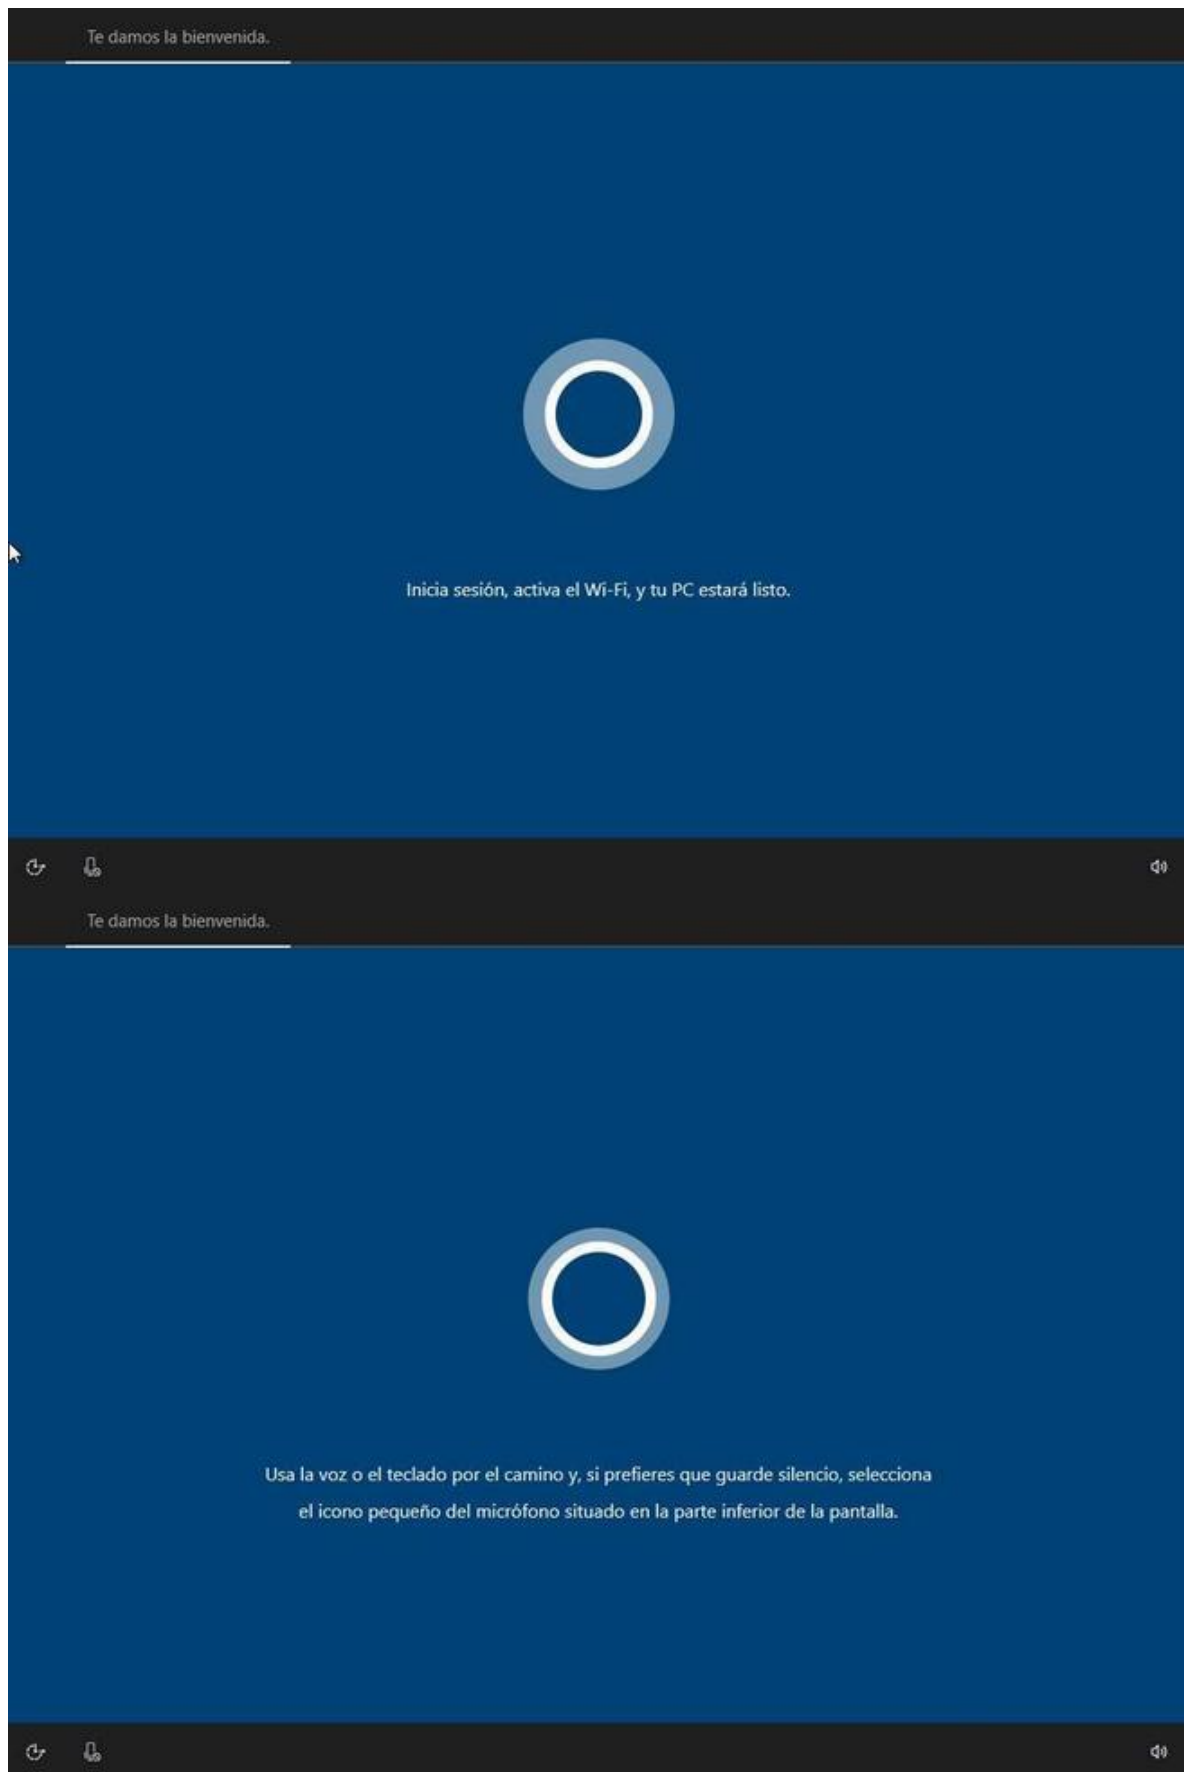 Te damos la bienvenida.
Inicia sesión, activa el Wi-Fi, y tu PC estará listo.
Te damos la bienvenida.
Usa la voz o el teclado por el camino y, si prefieres que guarde silencio, selecciona
el icono pequeño del micrófono situado en la parte inferior de la pantalla.